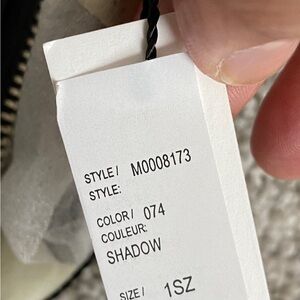 STYLE/ M0008173
STYLE:
COLOR/ 074
COULEUR:
SHADOW
SIZE/ 1SZ